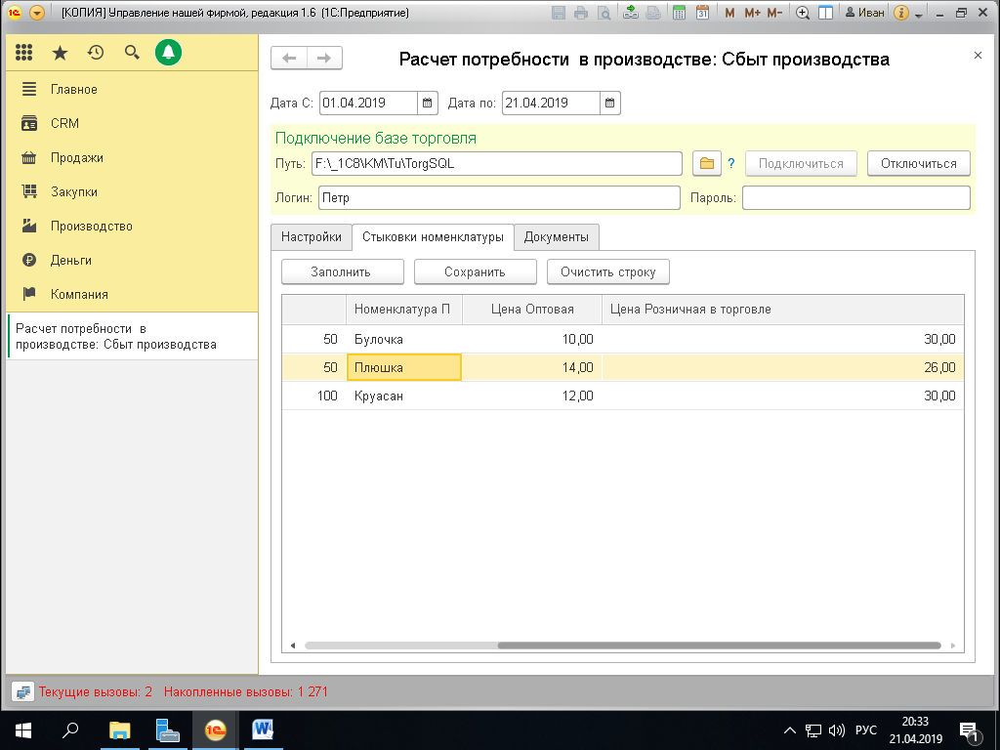 [КОПИЯ] Управление нашей фирмой, редакция 1.6 (1С:Предприятие)
31 M M+ M- Иван
Главное
CRM
Продажи
Закупки
Производство
Деньги
Компания
Расчет потребности в
производстве: Сбыт производства
Расчет потребности в производстве: Сбыт производства
Дата С: 01.04.2019 Дата по: 21.04.2019
Подключение базе торговля
Путь: F:\_1С8\KM\Tu\TorgSQL ? Подключиться Отключиться
Логин: Петр Пароль:
Настройки Стыковки номенклатуры Документы
Заполнить Сохранить Очистить строку
Номенклатура П Цена Оптовая Цена Розничная в торговле
50 Булочка 10,00 30,00
50 Плюшка 14,00 26,00
100 Круасан 12,00 30,00
Текущие вызовы: 2 Накопленные вызовы: 1 271
РУС 20:33
21.04.2019
1